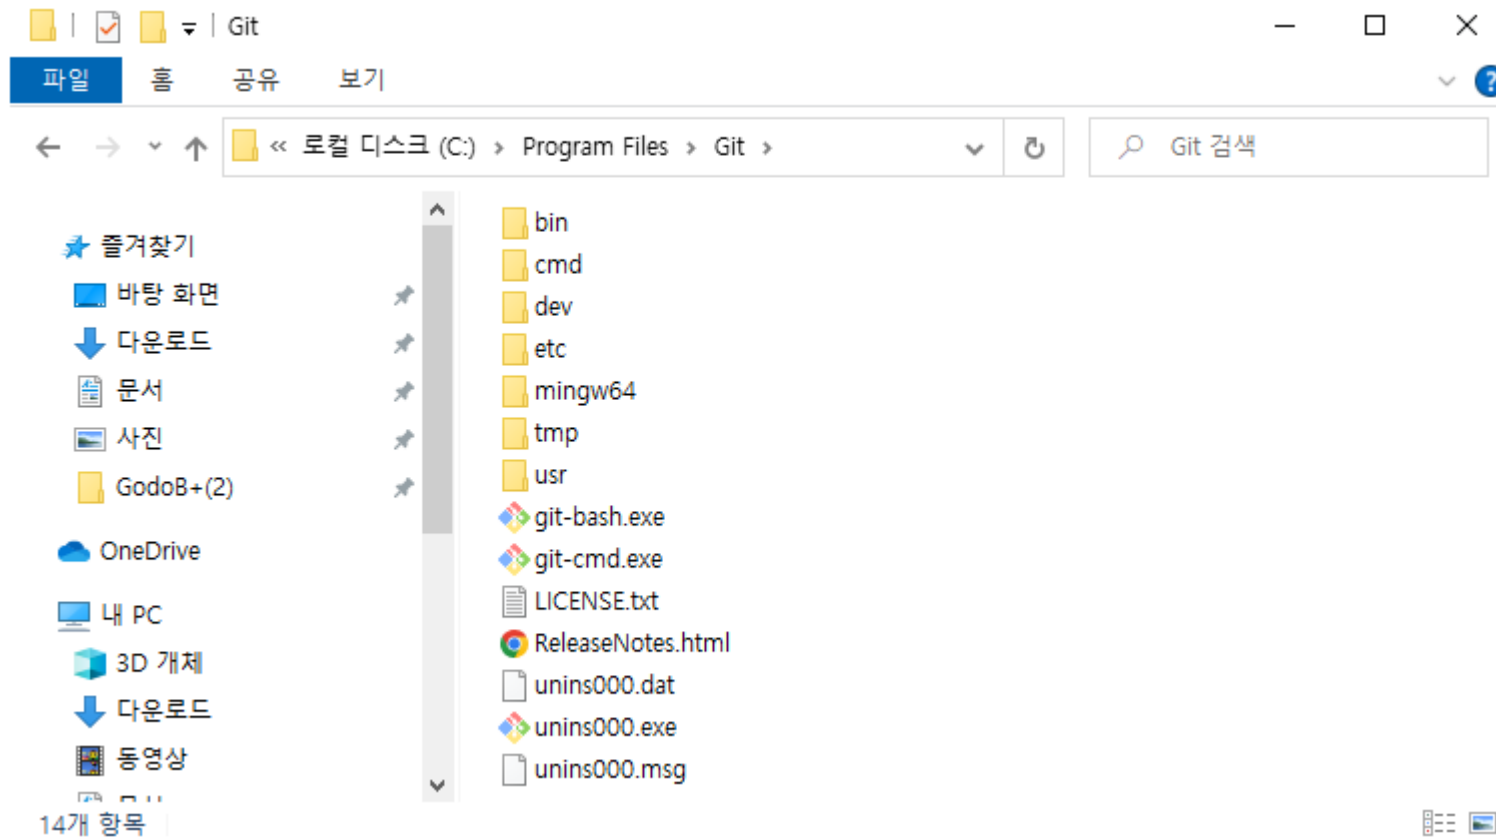 Git
파일 홈 공유 보기
« 로컬 디스크 (C:) › Program Files › Git ›
Git 검색
즐겨찾기
바탕 화면
다운로드
문서
사진
GodoB+(2)
OneDrive
내 PC
3D 개체
다운로드
동영상
bin
cmd
dev
etc
mingw64
tmp
usr
git-bash.exe
git-cmd.exe
LICENSE.txt
ReleaseNotes.html
unins000.dat
unins000.exe
unins000.msg
14개 항목